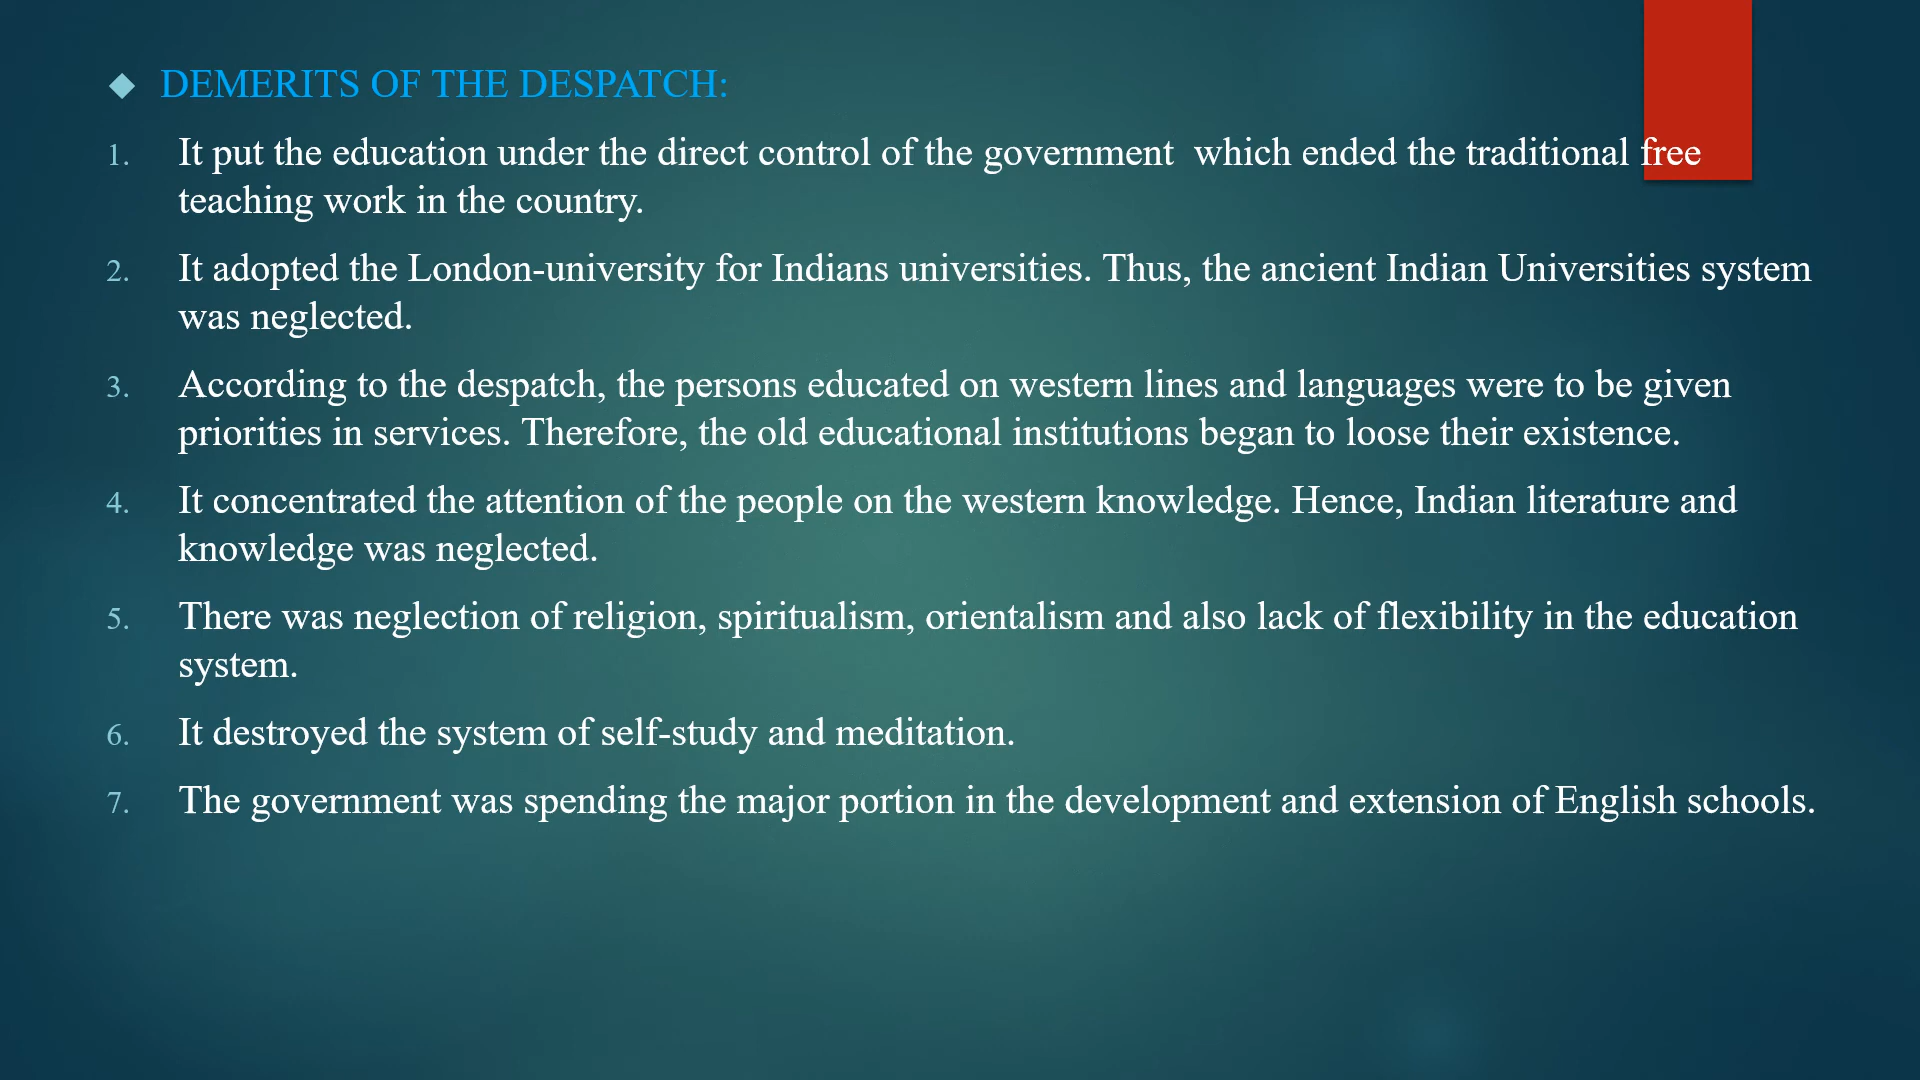 DEMERITS OF THE DESPATCH:
1. It put the education under the direct control of the government  which ended the traditional free
teaching work in the country.
2. It adopted the London-university for Indians universities. Thus, the ancient Indian Universities system
was neglected.
3. According to the despatch, the persons educated on western lines and languages were to be given
priorities in services. Therefore, the old educational institutions began to loose their existence.
4. It concentrated the attention of the people on the western knowledge. Hence, Indian literature and
knowledge was neglected.
5. There was neglection of religion, spiritualism, orientalism and also lack of flexibility in the education
system.
6. It destroyed the system of self-study and meditation.
7. The government was spending the major portion in the development and extension of English schools.